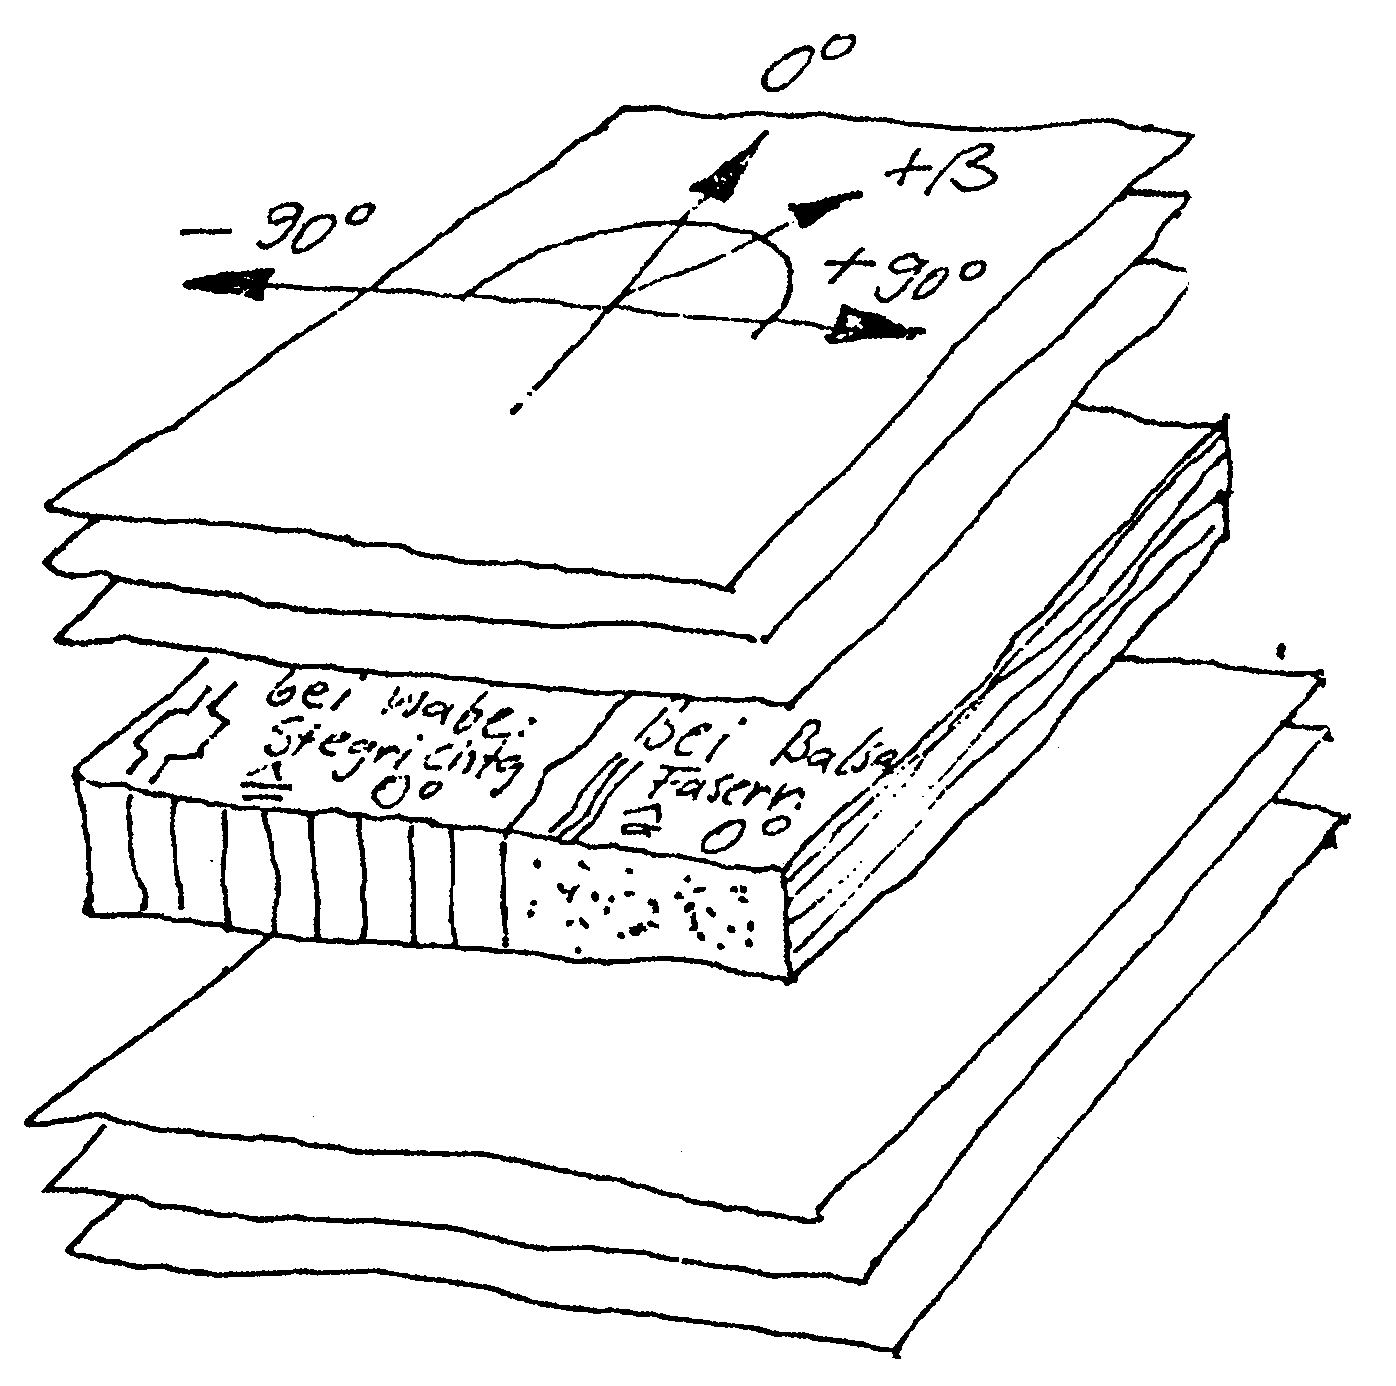 0°
+β
- 90°
+90°
bei Wabe:
Stegrichtg
≙ 0°
bei Balsa
Fasern
≙ 0°